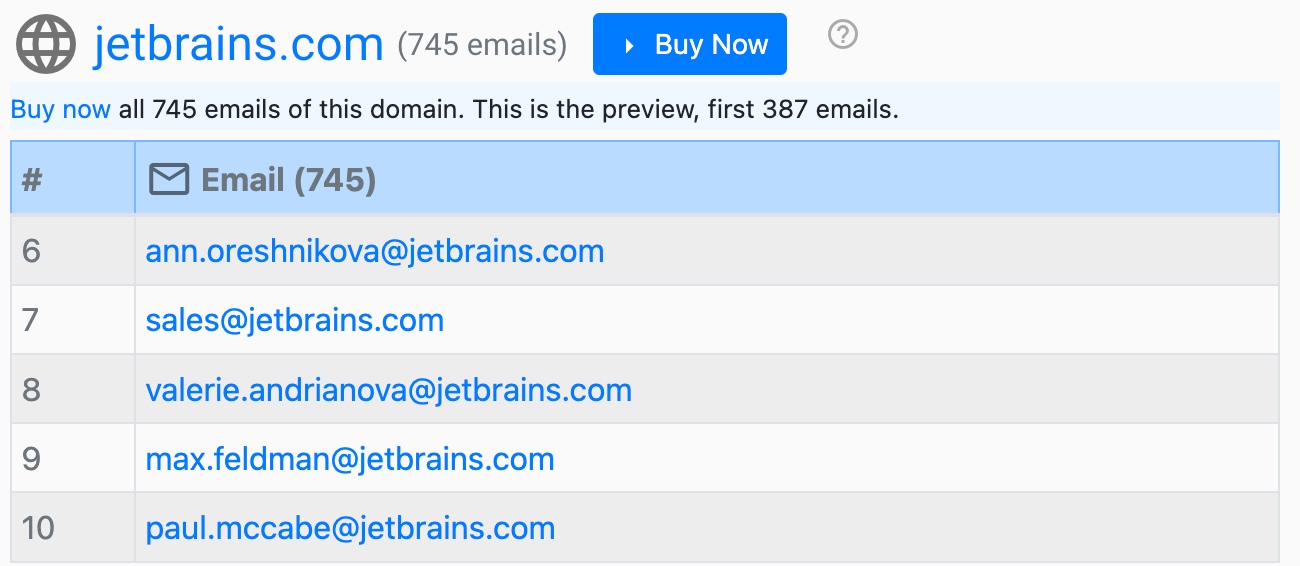 jetbrains.com (745 emails) Buy Now ?
Buy now all 745 emails of this domain. This is the preview, first 387 emails.
# Email (745)
6 ann.oreshnikova@jetbrains.com
7 sales@jetbrains.com
8 valerie.andrianova@jetbrains.com
9 max.feldman@jetbrains.com
10 paul.mccabe@jetbrains.com